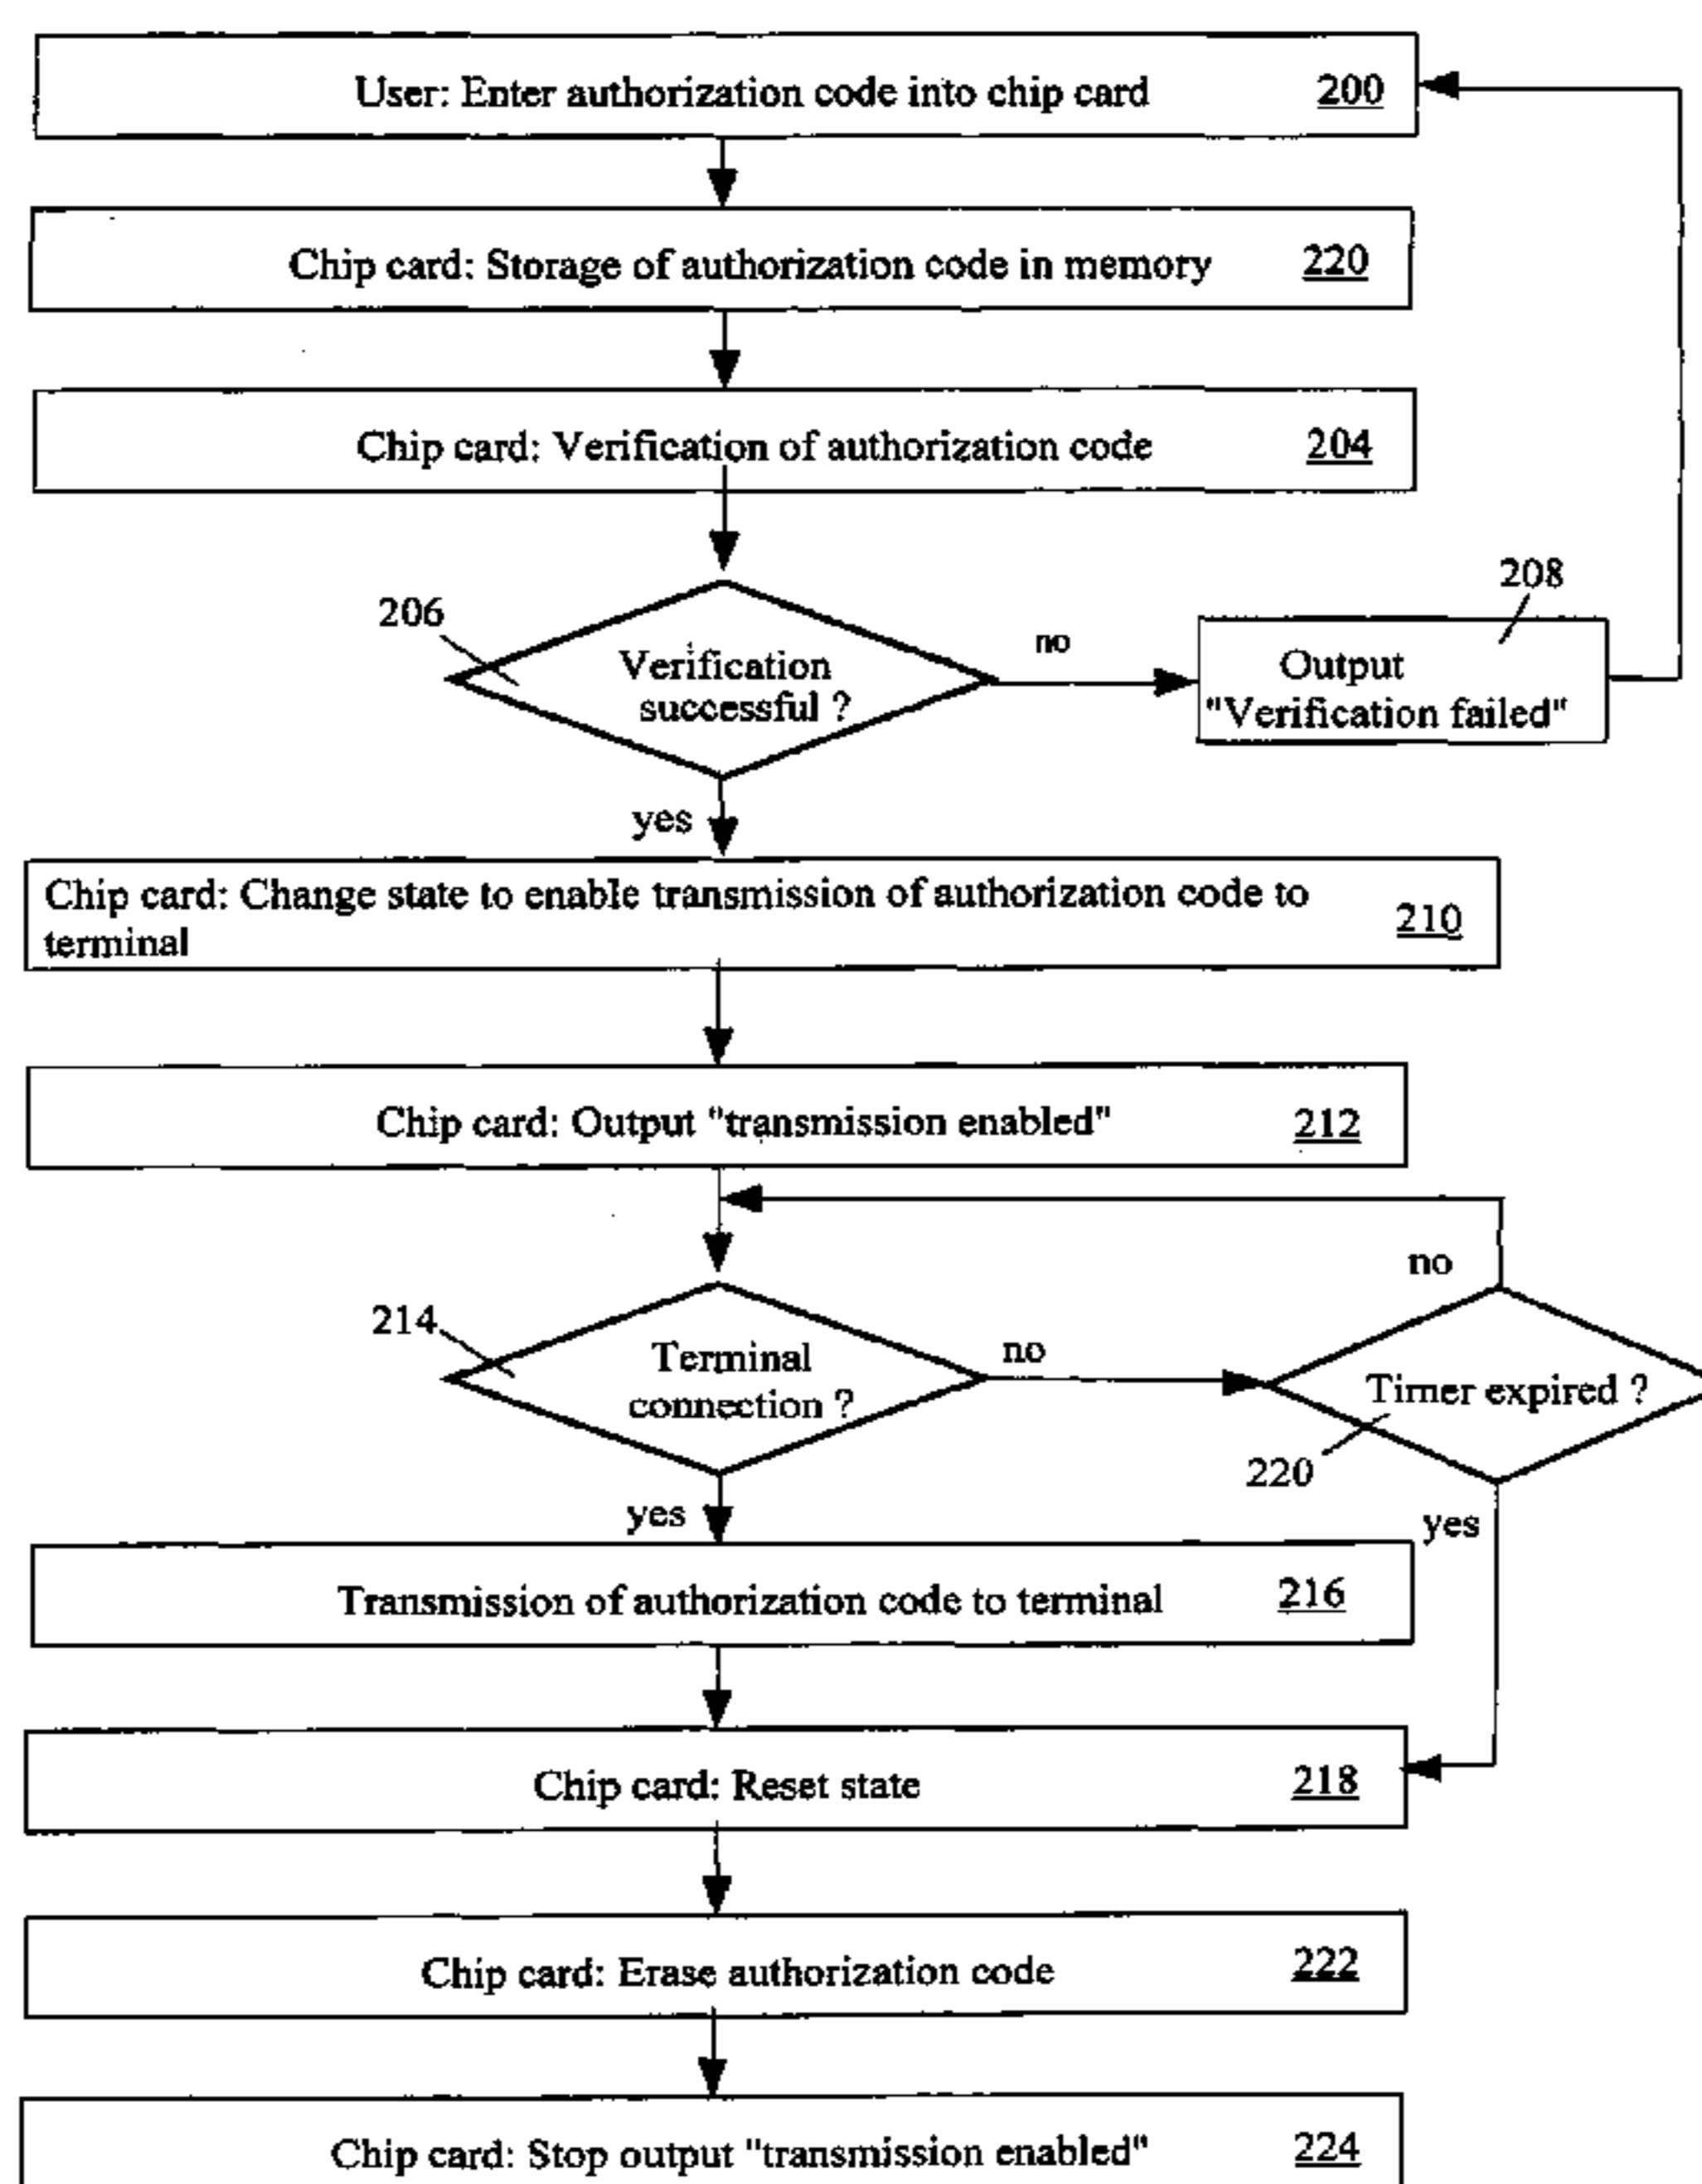 User: Enter authorization code into chip card 200
Chip card: Storage of authorization code in memory 220
Chip card: Verification of authorization code 204
206
Verification
successful ?
no
208
Output
"Verification failed"
yes
Chip card: Change state to enable transmission of authorization code to
terminal
210
Chip card: Output "transmission enabled" 212
214
Terminal
connection ?
no
no
Timer expired ?
220
yes
yes
Transmission of authorization code to terminal 216
Chip card: Reset state 218
Chip card: Erase authorization code 222
Chip card: Stop output "transmission enabled" 224